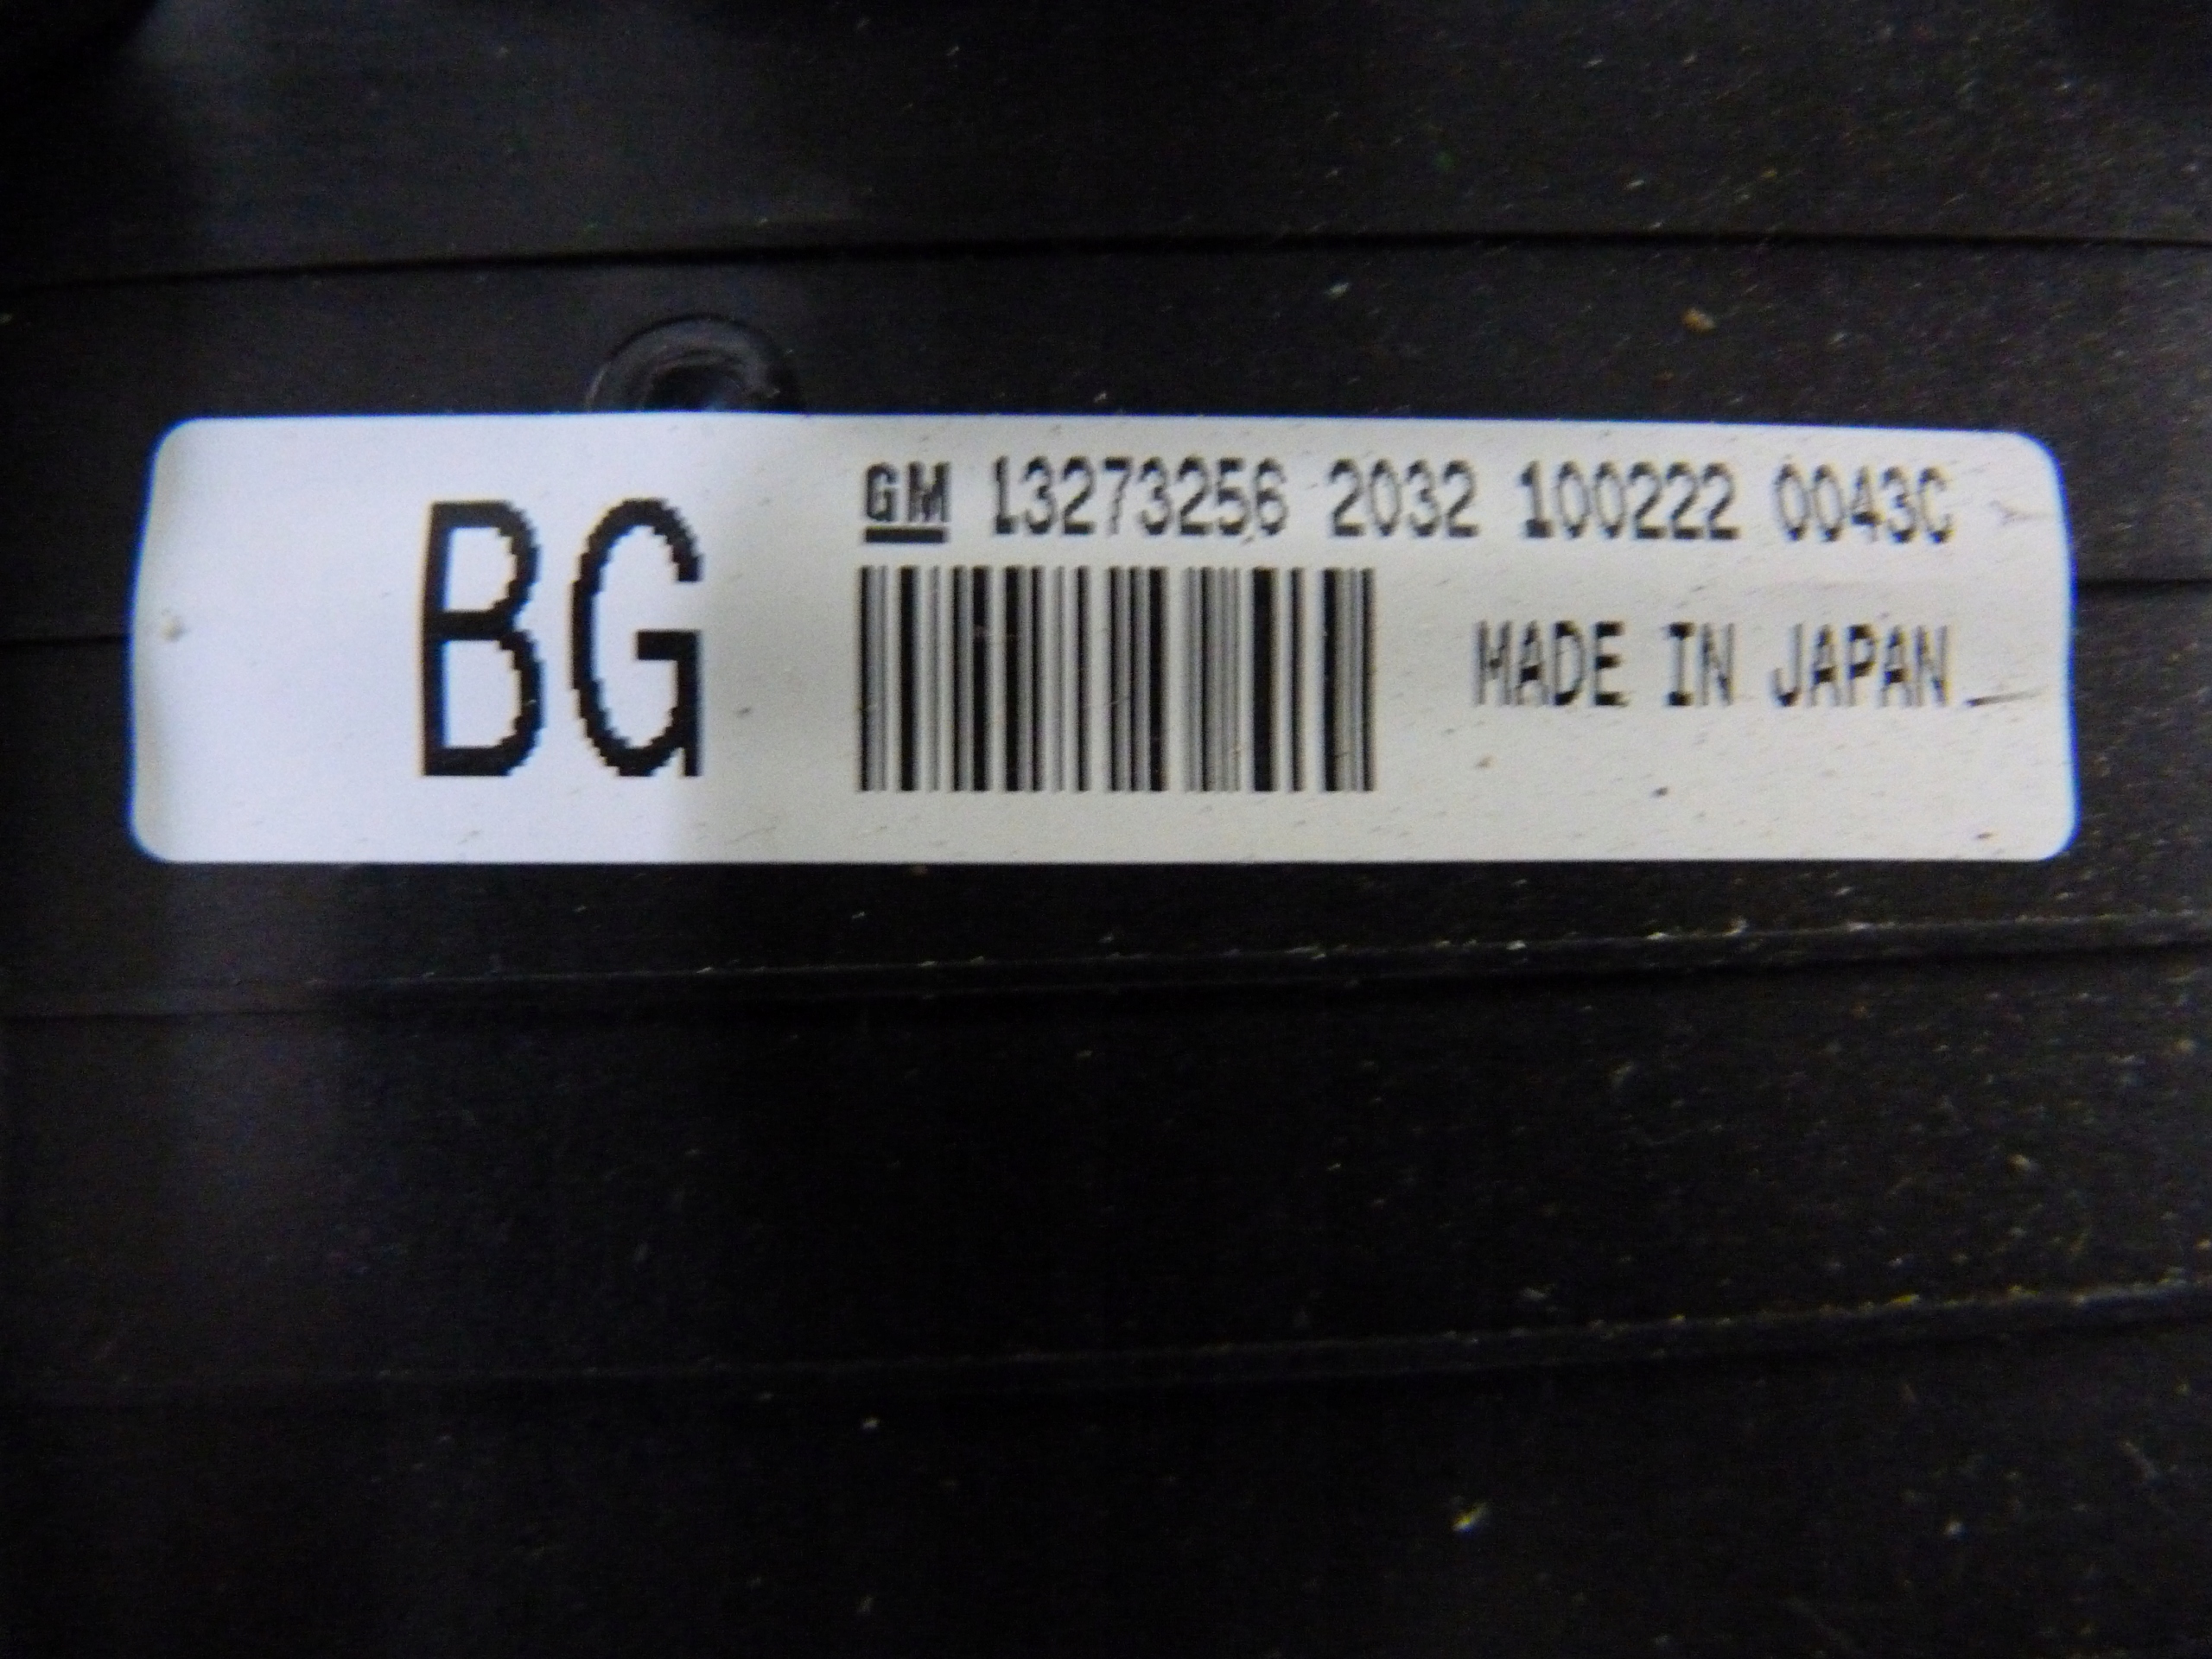 BG
GM 13273256 2032 100222 0043C
MADE IN JAPAN